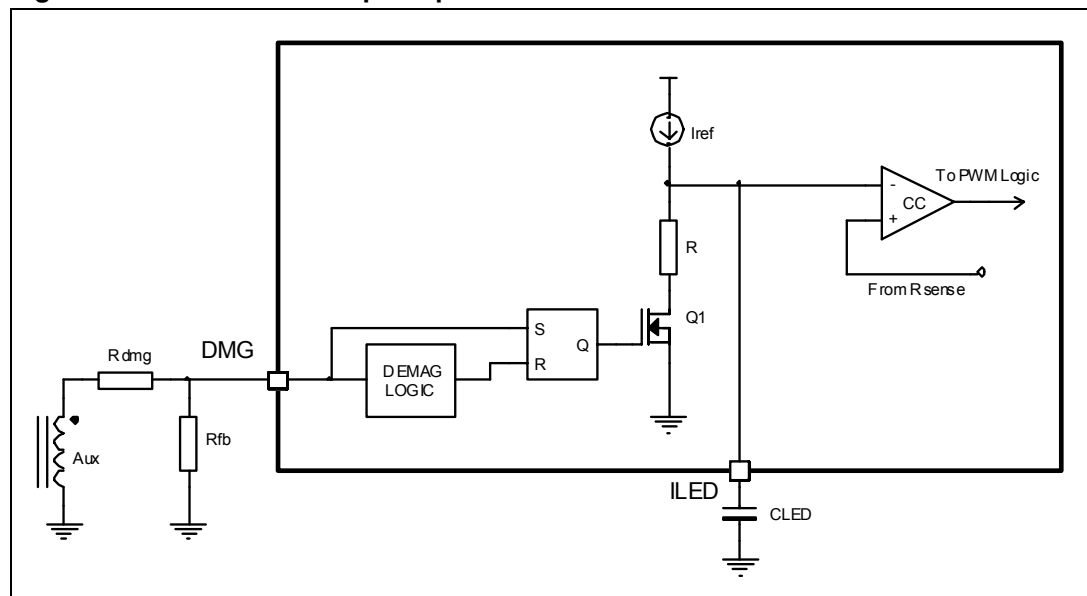 Iref
To PWM Logic
-
CC
+
R
From Rsense
Q1
S
Q
R
DMG
Rdmg
DEMAG
LOGIC
Rfb
Aux
ILED
CLED